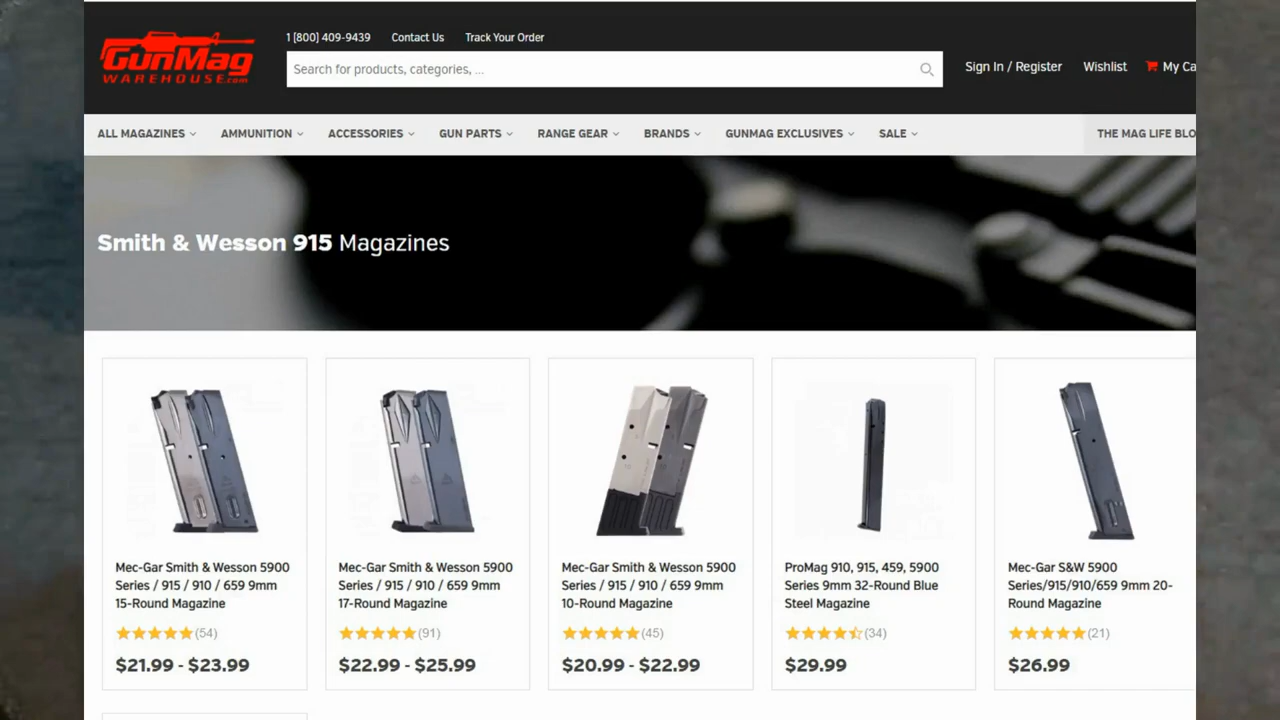 GunMag
WAREHOUSE.com
1 (800) 409-9439 Contact Us Track Your Order
Search for products, categories, ...
Sign In / Register Wishlist My Ca
ALL MAGAZINES AMMUNITION ACCESSORIES GUN PARTS RANGE GEAR BRANDS GUNMAG EXCLUSIVES SALE THE MAG LIFE BLO
Smith & Wesson 915 Magazines
Mec-Gar Smith & Wesson 5900
Series / 915 / 910 / 659 9mm
15-Round Magazine
(54)
$21.99 - $23.99
Mec-Gar Smith & Wesson 5900
Series / 915 / 910 / 659 9mm
17-Round Magazine
(91)
$22.99 - $25.99
Mec-Gar Smith & Wesson 5900
Series / 915 / 910 / 659 9mm
10-Round Magazine
(45)
$20.99 - $22.99
ProMag 910, 915, 459, 5900
Series 9mm 32-Round Blue
Steel Magazine
(34)
$29.99
Mec-Gar S&W 5900
Series/915/910/659 9mm 20-
Round Magazine
(21)
$26.99